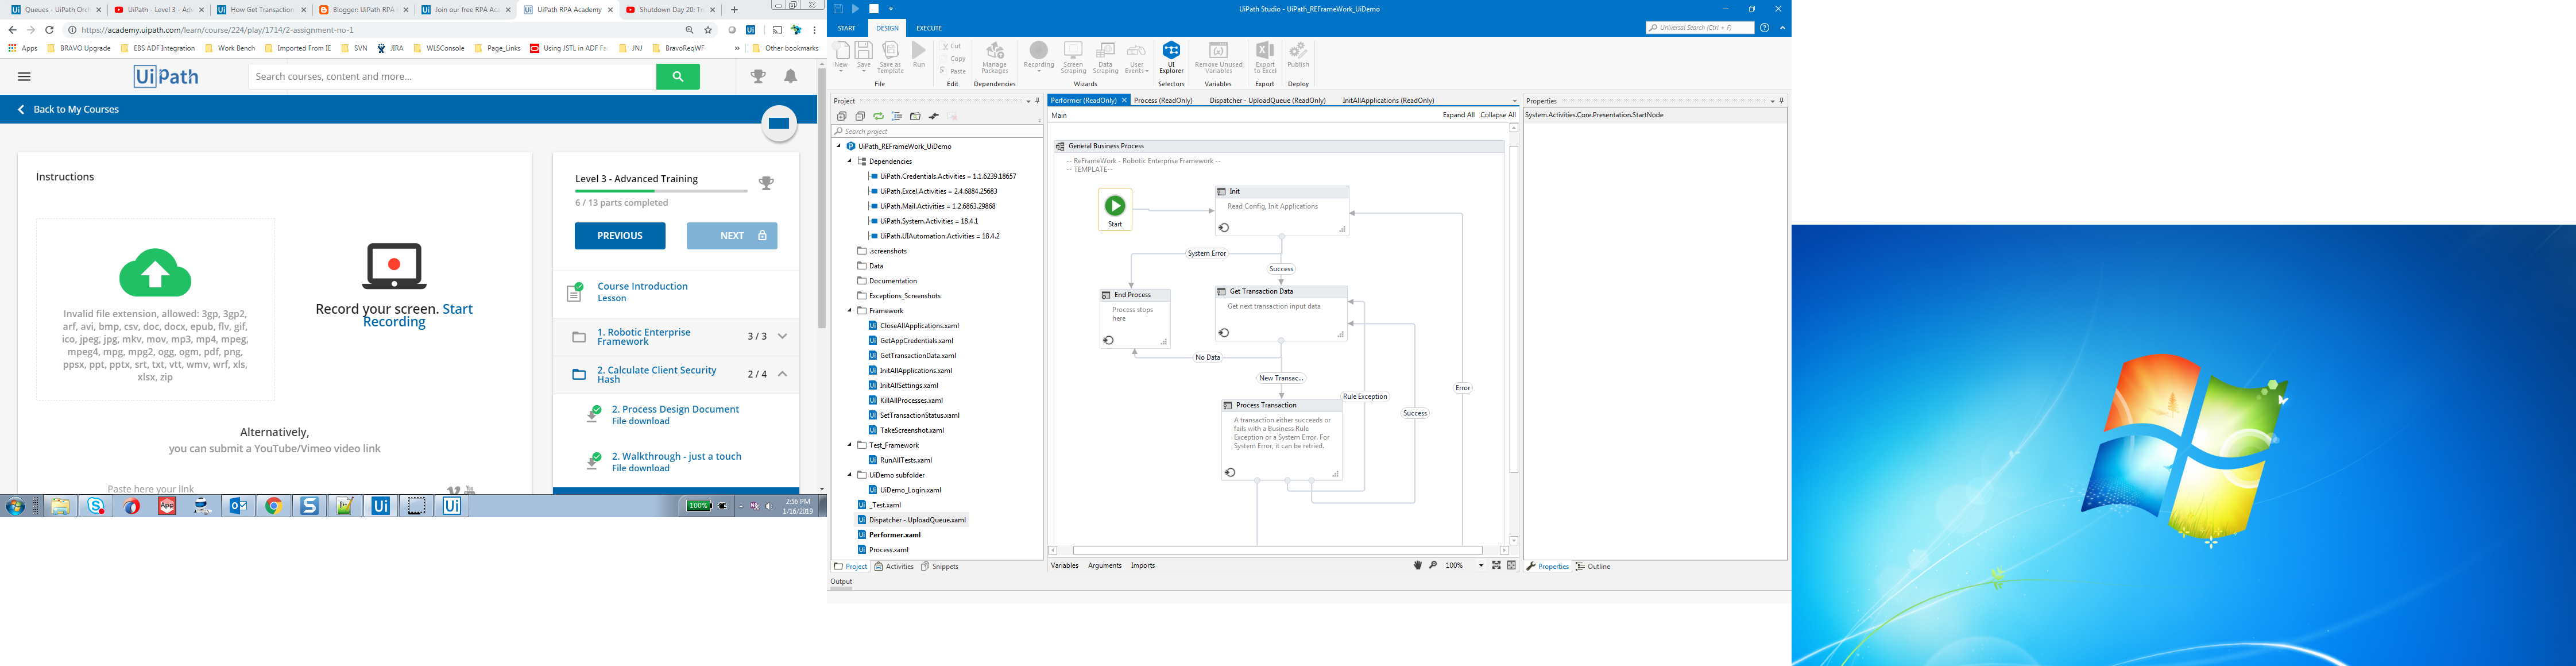 Queues - UiPath Orch
UiPath - Level 3 - Adv
How Get Transaction
Blogger: UiPath RPA
Join our free RPA Aca
UiPath RPA Academy
Shutdown Day 20: Tr
https://academy.uipath.com/learn/course/224/play/1714/2-assignment-no-1
Apps
BRAVO Upgrade
EBS ADF Integration
Work Bench
Imported From IE
SVN
JIRA
WLSConsole
Page_Links
Using JSTL in ADF Fa
JNJ
BravoReqWF
»
Other bookmarks
UiPath
Search courses, content and more...
Back to My Courses
Instructions
Invalid file extension, allowed: 3gp, 3gp2,
arf, avi, bmp, csv, doc, docx, epub, flv, gif,
ico, jpeg, jpg, mkv, mov, mp3, mp4, mpeg,
mpeg4, mpg, mpg2, ogg, ogm, pdf, png,
ppsx, ppt, pptx, srt, txt, vtt, wmv, wrf, xls,
xlsx, zip
Record your screen. Start
Recording
Alternatively,
you can submit a YouTube/Vimeo video link
Paste here your link
Level 3 - Advanced Training
6 / 13 parts completed
PREVIOUS
NEXT
Course Introduction
Lesson
1. Robotic Enterprise
Framework
3 / 3
2. Calculate Client Security
Hash
2 / 4
2. Process Design Document
File download
2. Walkthrough - just a touch
File download
100%
2:56 PM
1/16/2019
UiPath Studio - UiPath_REFrameWork_UiDemo
START
DESIGN
EXECUTE
Universal Search (Ctrl + F)
New
Save
Save as
Template
Run
Cut
Copy
Paste
Manage
Packages
Recording
Screen
Scraping
Data
Scraping
User
Events
UI
Explorer
Remove Unused
Variables
Export
to Excel
Publish
File
Edit
Dependencies
Wizards
Selectors
Variables
Export
Deploy
Project
Search project
UiPath_REFrameWork_UiDemo
Dependencies
UiPath.Credentials.Activities = 1.1.6239.18657
UiPath.Excel.Activities = 2.4.6884.25683
UiPath.Mail.Activities = 1.2.6863.29868
UiPath.System.Activities = 18.4.1
UiPath.UIAutomation.Activities = 18.4.2
.screenshots
Data
Documentation
Exceptions_Screenshots
Framework
CloseAllApplications.xaml
GetAppCredentials.xaml
GetTransactionData.xaml
InitAllApplications.xaml
InitAllSettings.xaml
KillAllProcesses.xaml
SetTransactionStatus.xaml
TakeScreenshot.xaml
Test_Framework
RunAllTests.xaml
UiDemo subfolder
UiDemo_Login.xaml
_Test.xaml
Dispatcher - UploadQueue.xaml
Performer.xaml
Process.xaml
Project
Activities
Snippets
Output
Performer (ReadOnly)
Process (ReadOnly)
Dispatcher - UploadQueue (ReadOnly)
InitAllApplications (ReadOnly)
Main
Expand All
Collapse All
General Business Process
-- ReFrameWork - Robotic Enterprise Framework --
-- TEMPLATE--
Start
Init
Read Config, Init Applications
System Error
Success
End Process
Process stops
here
Get Transaction Data
Get next transaction input data
No Data
New Transac...
Rule Exception
Error
Success
Process Transaction
A transaction either succeeds or
fails with a Business Rule
Exception or a System Error. For
System Error, it can be retried.
Variables
Arguments
Imports
100%
Properties
System.Activities.Core.Presentation.StartNode
Properties
Outline